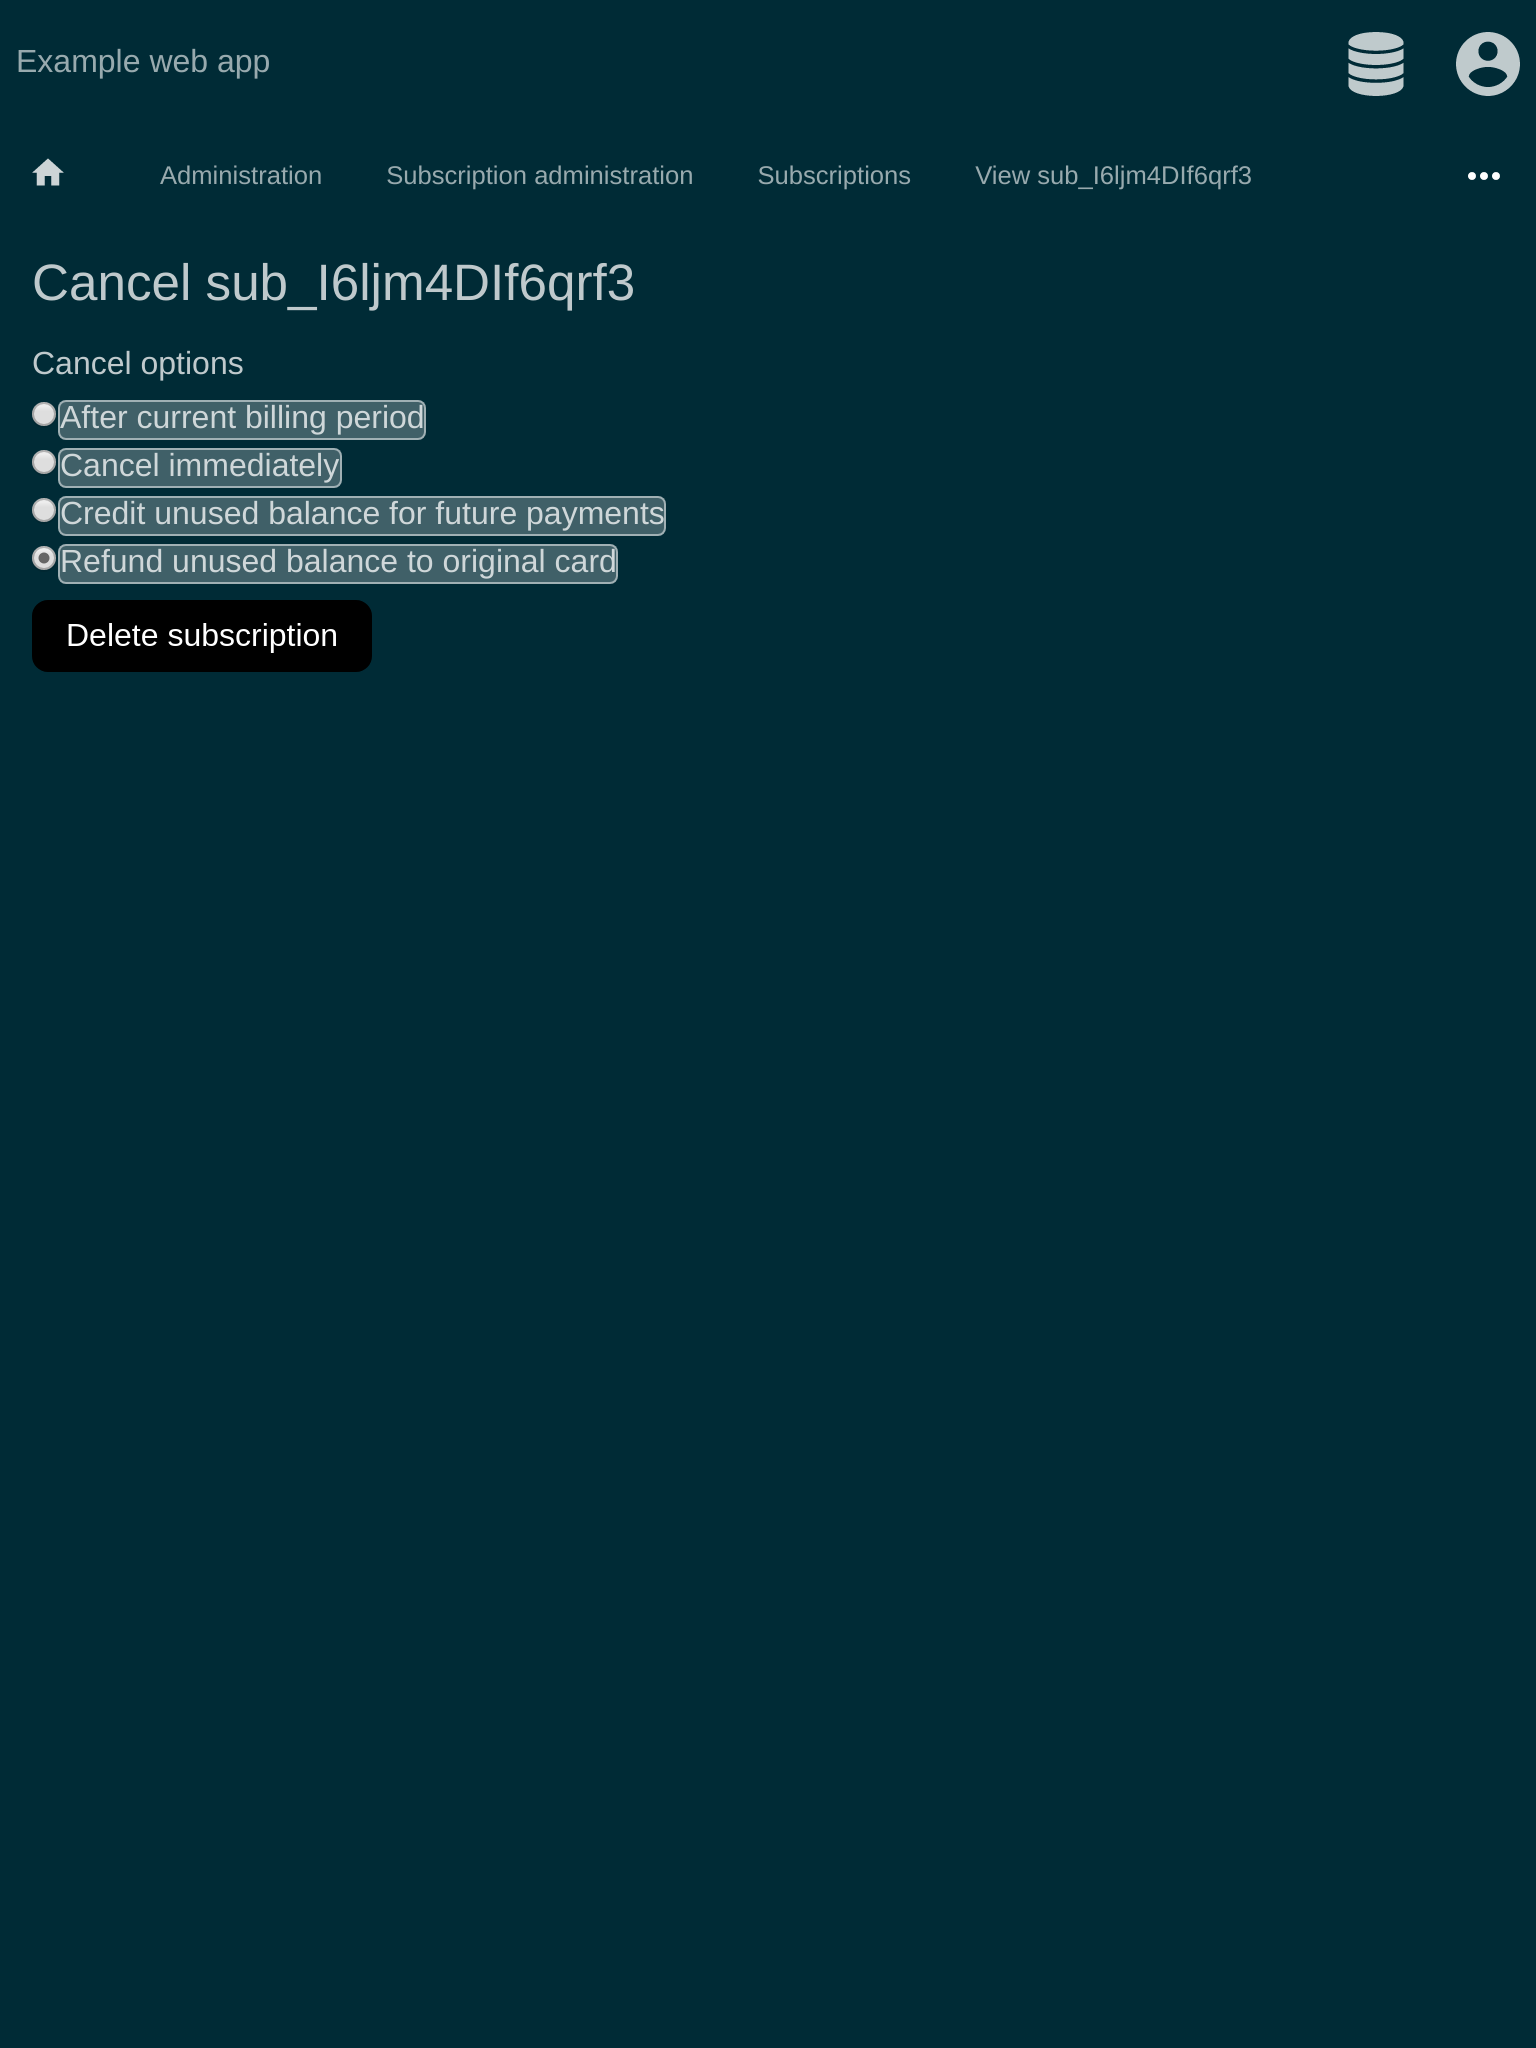 Example web app
Administration Subscription administration Subscriptions View sub_I6ljm4DIf6qrf3
Cancel sub_I6ljm4DIf6qrf3
Cancel options
After current billing period
Cancel immediately
Credit unused balance for future payments
Refund unused balance to original card
Delete subscription